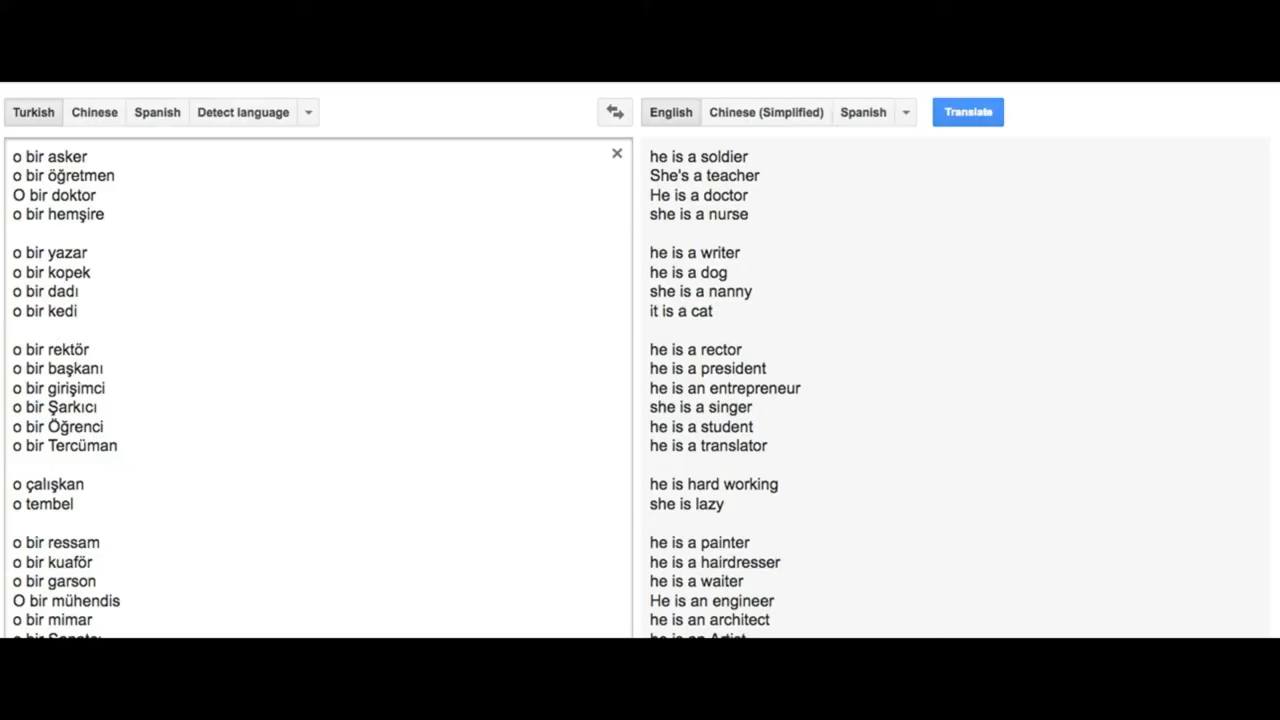 Turkish Chinese Spanish Detect language
English Chinese (Simplified) Spanish Translate
o bir asker
o bir öğretmen
O bir doktor
o bir hemşire
o bir yazar
o bir kopek
o bir dadı
o bir kedi
o bir rektör
o bir başkanı
o bir girişimci
o bir Şarkıcı
o bir Öğrenci
o bir Tercüman
o çalışkan
o tembel
o bir ressam
o bir kuaför
o bir garson
O bir mühendis
o bir mimar
he is a soldier
She's a teacher
He is a doctor
she is a nurse
he is a writer
he is a dog
she is a nanny
it is a cat
he is a rector
he is a president
he is an entrepreneur
she is a singer
he is a student
he is a translator
he is hard working
she is lazy
he is a painter
he is a hairdresser
he is a waiter
He is an engineer
he is an architect
he is an Artist